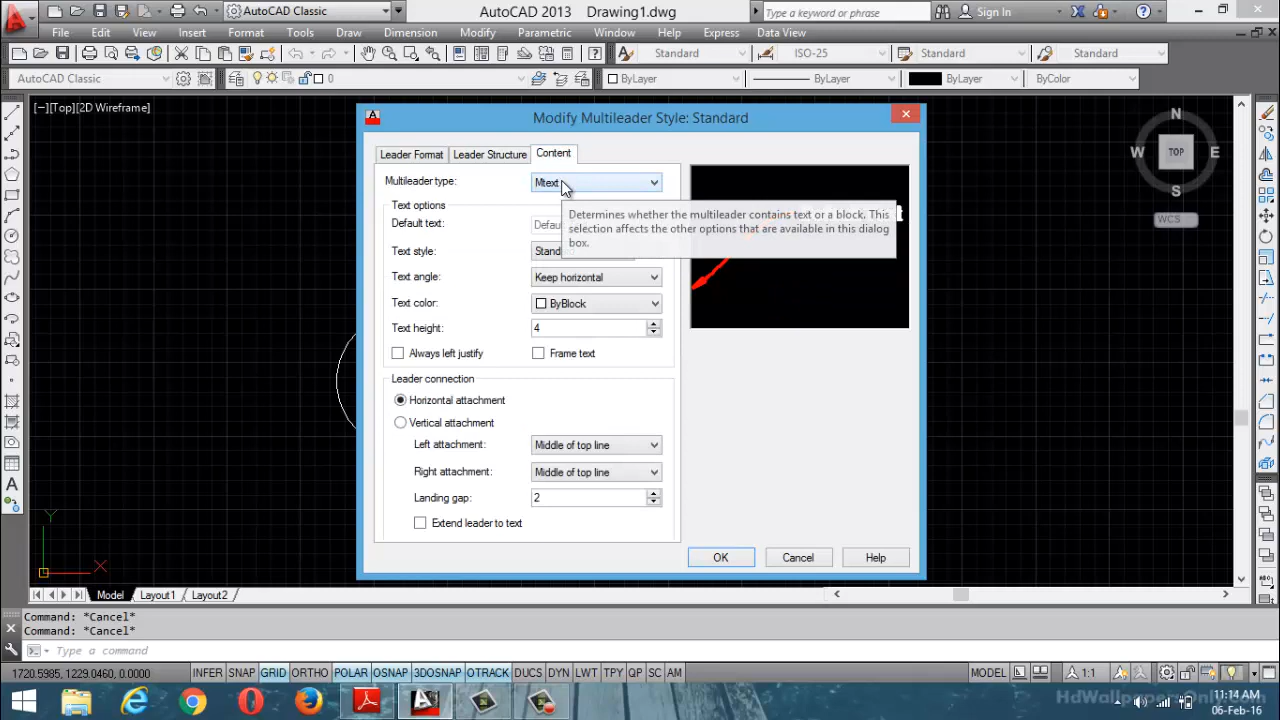 AutoCAD Classic
AutoCAD 2013 Drawing1.dwg
Type a keyword or phrase
Sign In
File Edit View Insert Format Tools Draw Dimension Modify Parametric Window Help Express Data View
Standard ISO-25 Standard Standard
AutoCAD Classic 0 ByLayer ByLayer ByLayer ByColor
[−][Top][2D Wireframe]
Modify Multileader Style: Standard
N
W TOP E
S
WCS
Leader Format Leader Structure Content
Multileader type: Mtext
Text options
Default text: Defau
Determines whether the multileader contains text or a block. This
selection affects the other options that are available in this dialog
box.
Text style: Stand
Text angle: Keep horizontal
Text color: ByBlock
Text height: 4
Always left justify Frame text
Leader connection
Horizontal attachment
Vertical attachment
Left attachment: Middle of top line
Right attachment: Middle of top line
Landing gap: 2
Extend leader to text
OK Cancel Help
Y
X
Model Layout1 Layout2
Command: *Cancel*
Command: *Cancel*
Type a command
1720.5985, 1229.0460, 0.0000 INFER SNAP GRID ORTHO POLAR OSNAP 3DOSNAP OTRACK DUCS DYN LWT TPY QP SC AM MODEL 1:1
HdWallpapersOnly.com
11:14 AM
06-Feb-16